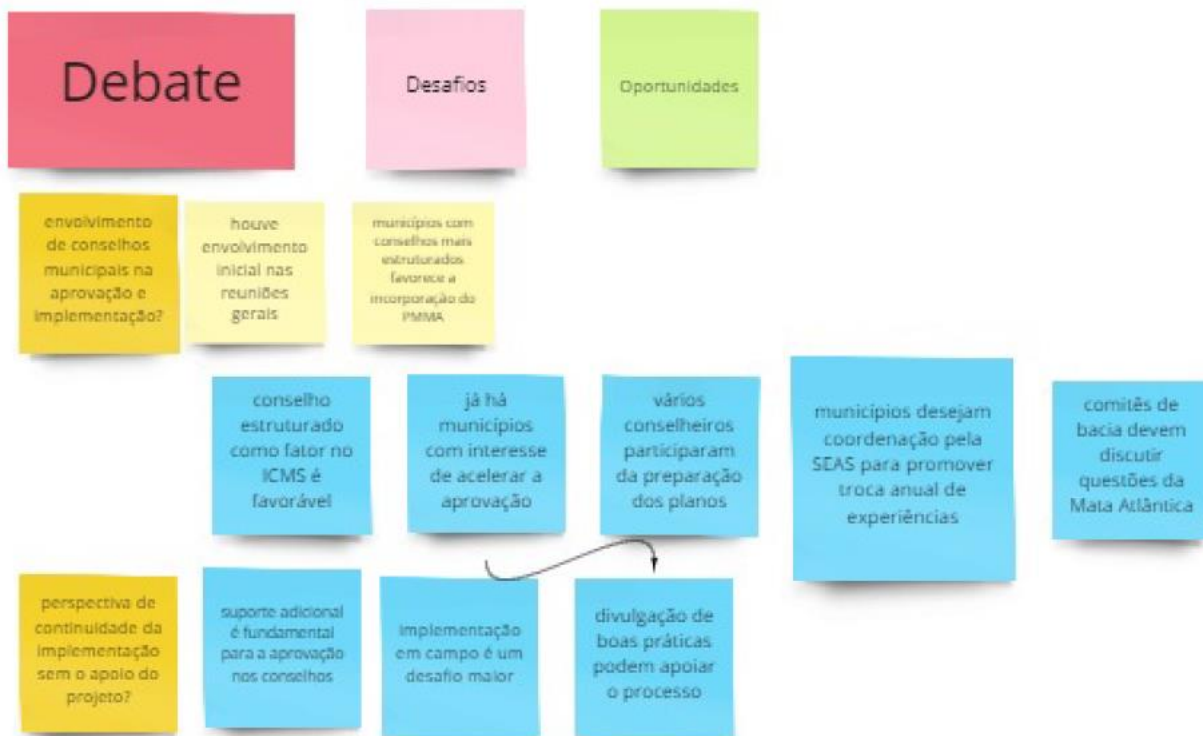 Debate
Desafios
Oportunidades
envolvimento
de conselhos
municipais na
aprovação e
implementação?
houve
envolvimento
inicial nas
reuniões
gerais
municípios com
conselhos mais
estruturados
favorece a
incorporação do
PMMA
conselho
estruturado
como fator no
ICMS é
favorável
já há
municípios
com interesse
de acelerar a
aprovação
vários
conselheiros
participaram
da preparação
dos planos
municípios desejam
coordenação pela
SEAS para promover
troca anual de
experiências
comitês de
bacia devem
discutir
questões da
Mata Atlântica
perspectiva de
continuidade da
implementação
sem o apoio do
projeto?
suporte adicional
é fundamental
para a aprovação
nos conselhos
implementação
em campo é um
desafio maior
divulgação de
boas práticas
podem apoiar
o processo